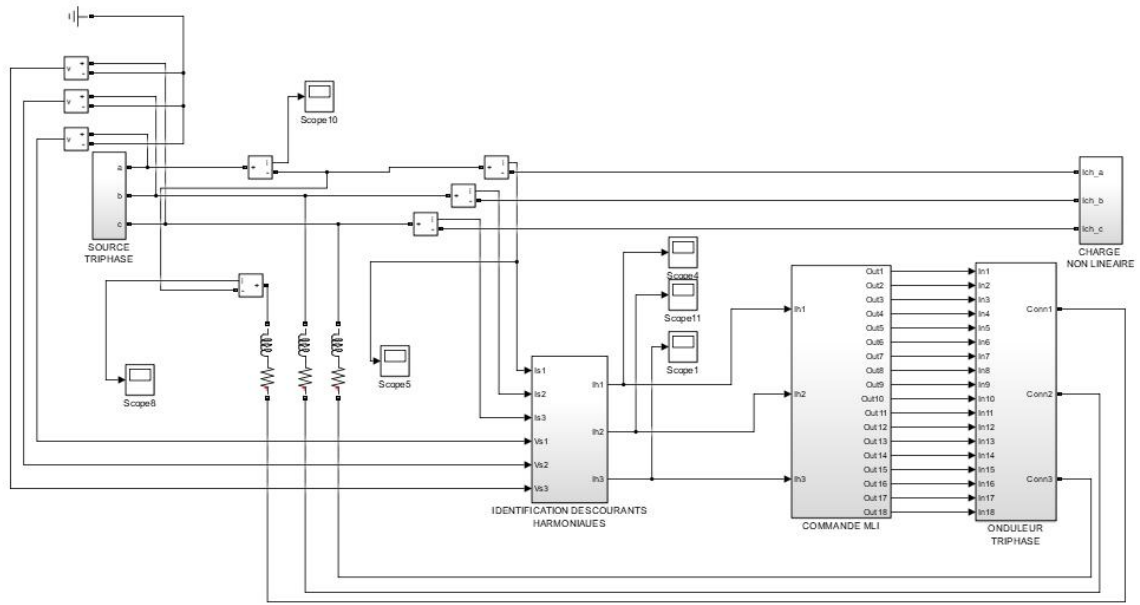 v
+
-
v
+
-
v
+
-
Scope10
a
b
c
SOURCE
TRIPHASE
+
i
-
+
i
-
+
i
-
+
i
-
Ich_a
Ich_b
Ich_c
CHARGE
NON LINEAIRE
i
-
+
Scope8
Scope5
Scope4
Scope11
Scope1
Is1
Is2
Is3
Vs1
Vs2
Vs3
Ih1
Ih2
Ih3
IDENTIFICATION DESCOURANTS
HARMONIAUES
Ih1
Ih2
Ih3
Out1
Out2
Out3
Out4
Out5
Out6
Out7
Out8
Out9
Out10
Out11
Out12
Out13
Out14
Out15
Out16
Out17
Out18
COMMANDE MLI
In1
In2
In3
In4
In5
In6
In7
In8
In9
In10
In11
In12
In13
In14
In15
In16
In17
In18
Conn1
Conn2
Conn3
ONDULEUR
TRIPHASE